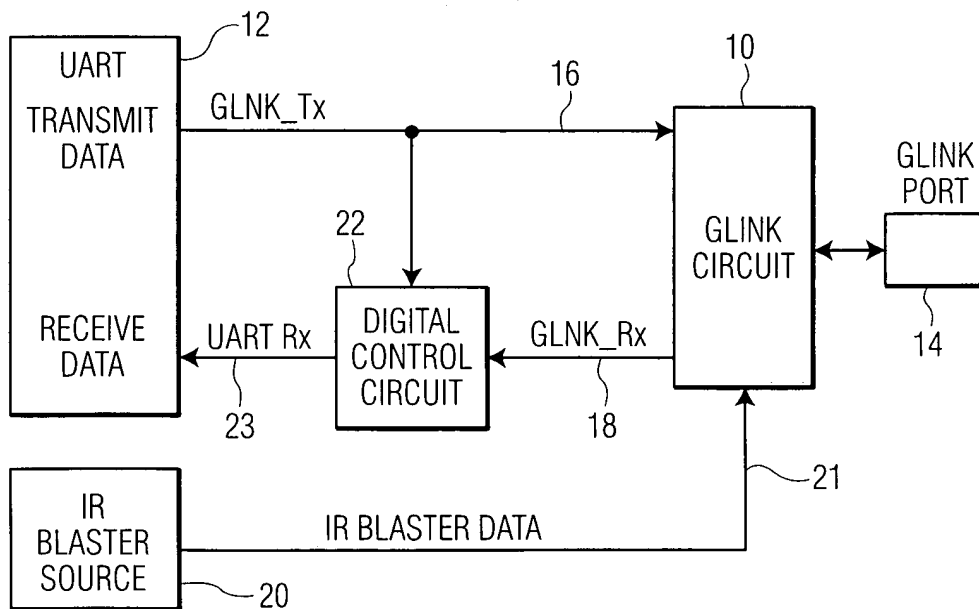 12
UART
TRANSMIT
DATA
RECEIVE
DATA
GLNK_Tx
16
10
GLINK
CIRCUIT
GLINK
PORT
14
22
DIGITAL
CONTROL
CIRCUIT
UART Rx
23
GLNK_Rx
18
21
IR
BLASTER
SOURCE
20
IR BLASTER DATA